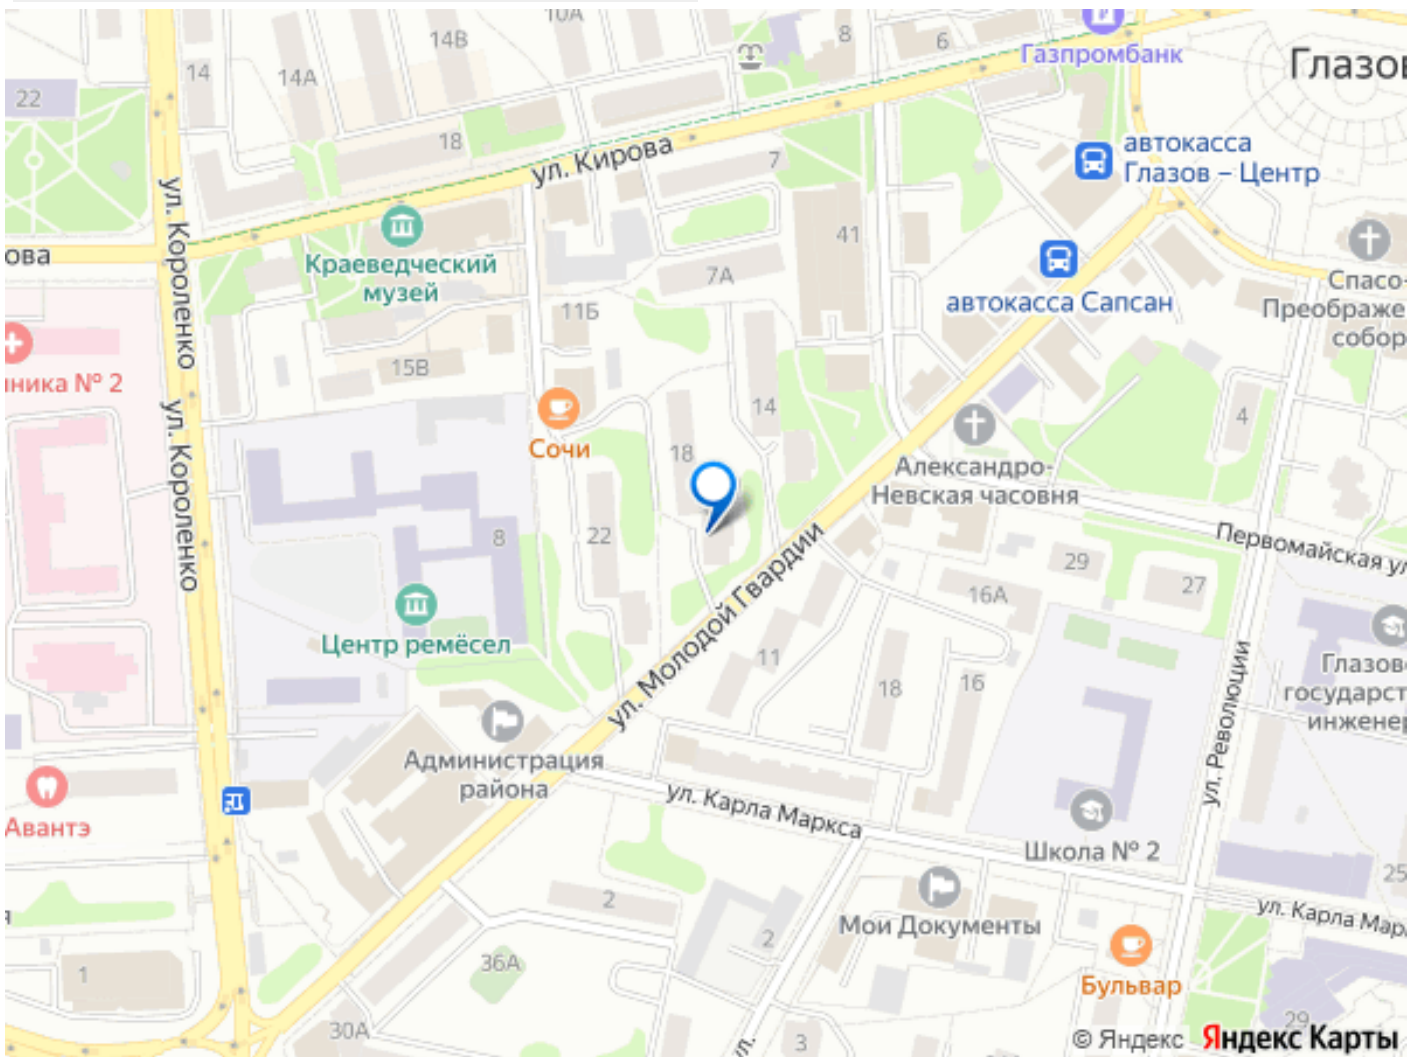 10А
14В
8
6
Газпромбанк
Глазов
14
14А
22
18
ул. Кирова
7
автокасса
Глазов – Центр
ул. Короленко
ова
Краеведческий
музей
41
7А
автокасса Сапсан
Спасо-
Преображе
собор
11Б
15В
ника № 2
Сочи
14
18
4
Александро-
Невская часовня
ул. Короленко
8
22
ул. Молодой Гвардии
Первомайская ул
29
27
16А
Центр ремёсел
11
18
16
ул. Революции
Глазов
государст
инженер
Администрация
района
Авантэ
ул. Карла Маркса
Школа № 2
25
2
Мои Документы
ул. Карла Мар
2
36А
1
Бульвар
30А
3
ул.
29
© Яндекс Яндекс Карты